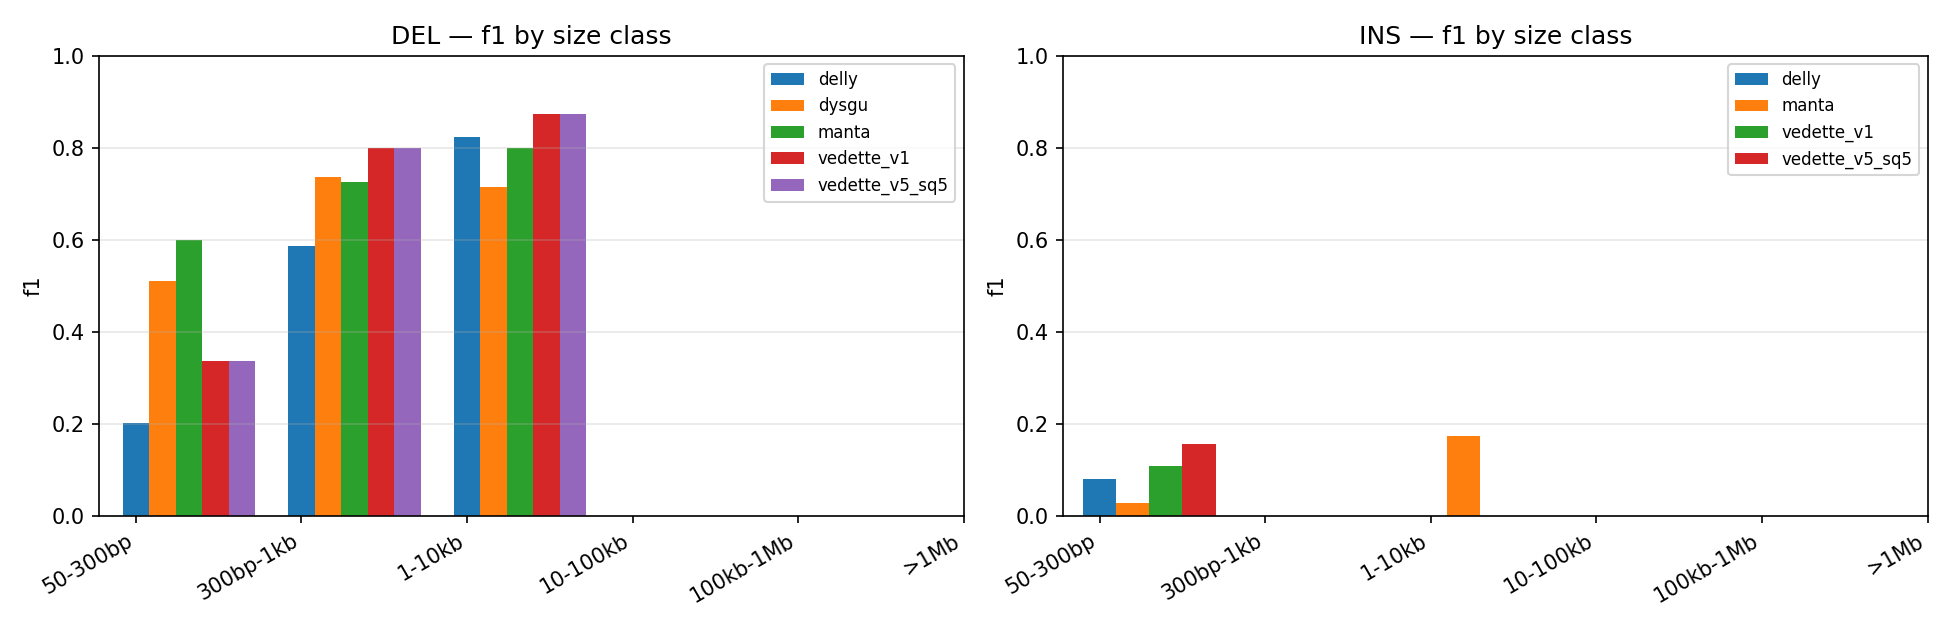 DEL — f1 by size class
f1
1.0
0.8
0.6
0.4
0.2
0.0
delly
dysgu
manta
vedette_v1
vedette_v5_sq5
50-300bp
300bp-1kb
1-10kb
10-100kb
100kb-1Mb
>1Mb
INS — f1 by size class
f1
1.0
0.8
0.6
0.4
0.2
0.0
delly
manta
vedette_v1
vedette_v5_sq5
50-300bp
300bp-1kb
1-10kb
10-100kb
100kb-1Mb
>1Mb